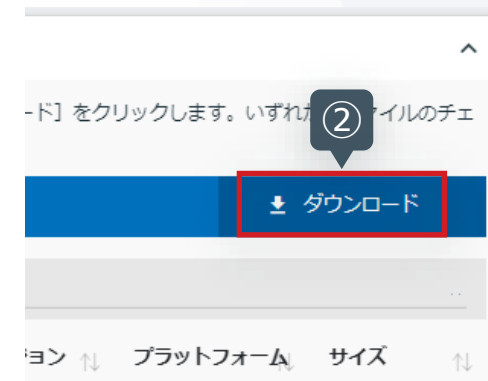 ード］をクリックします。いずれ
イルのチェ
②
ダウンロード
ョン プラットフォーム サイズ